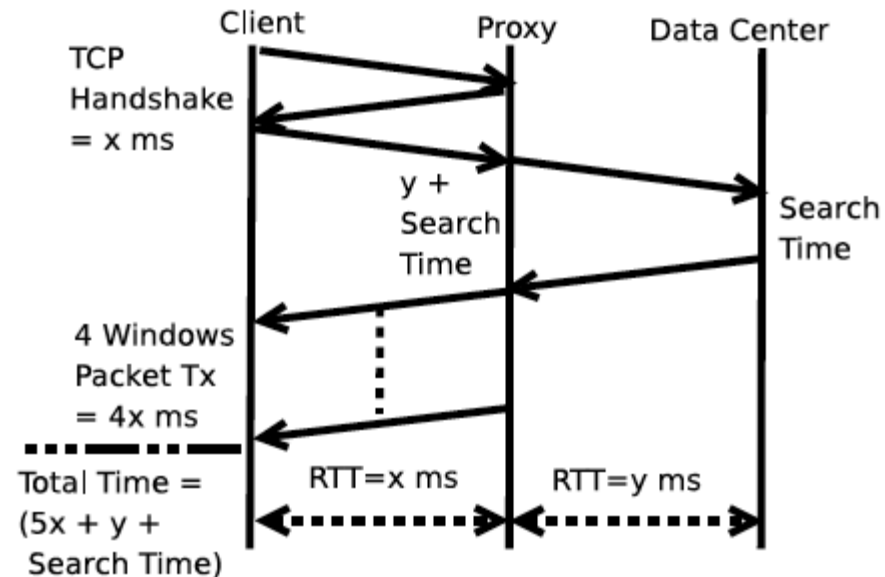 Client
Proxy
Data Center
TCP
Handshake
= x ms
y +
Search
Time
Search
Time
4 Windows
Packet Tx
= 4x ms
RTT=x ms
RTT=y ms
Total Time =
(5x + y +
Search Time)